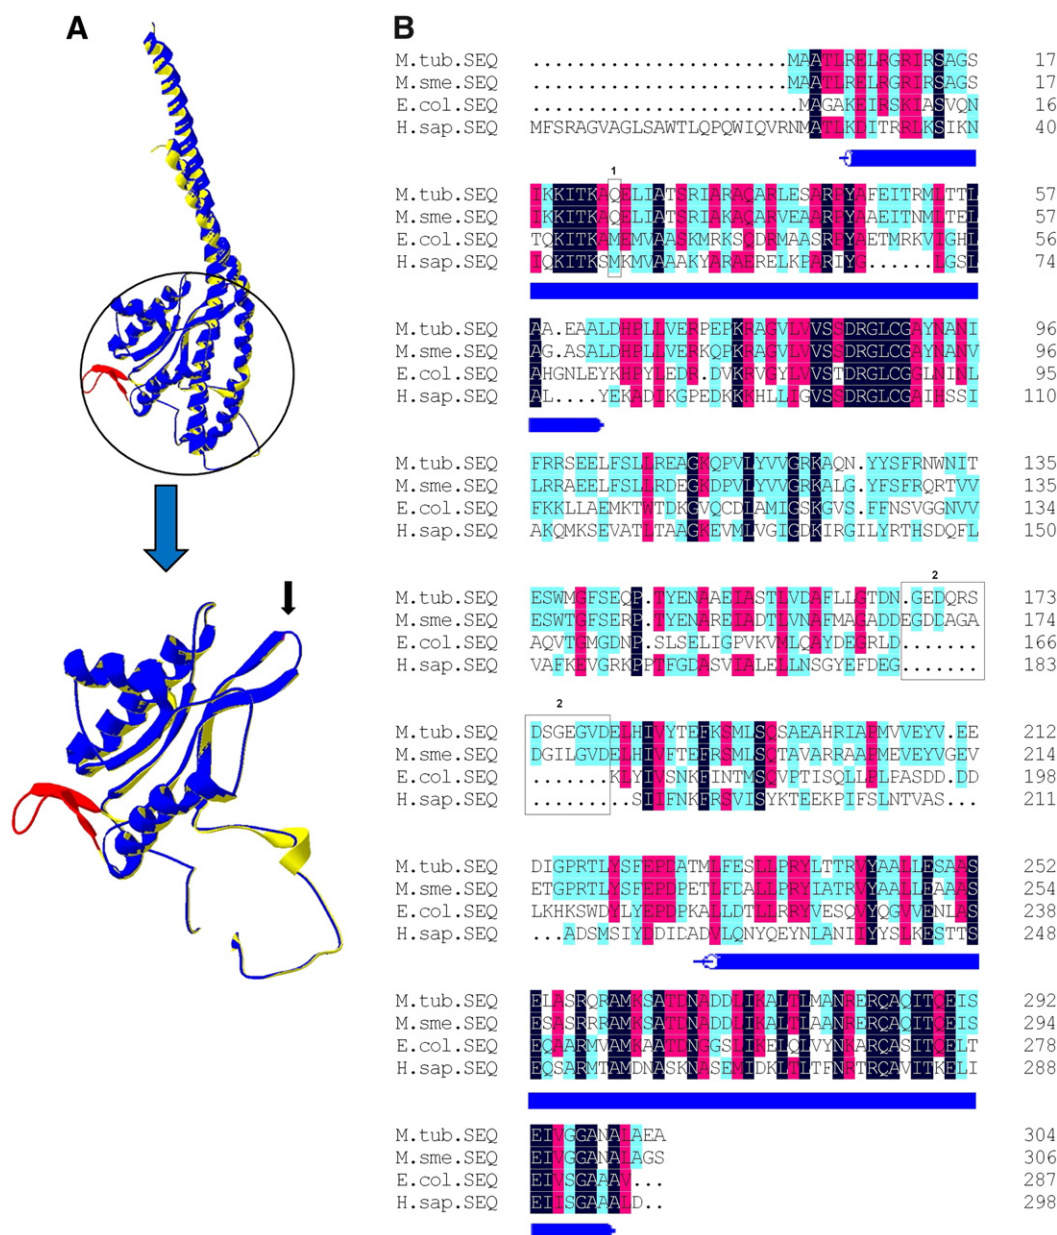 A
B
M.tub.SEQ .......................MAATLRELRGRIRSAGS 17
M.sme.SEQ .......................MAATLRELRGRIRSAGS 17
E.col.SEQ ........................MAGAKEIRSKIASVQN 16
H.sap.SEQ MFSRAGVAGLSAWTLQPQWIQVRNMATLKDITRRLKSIKN 40
1
M.tub.SEQ IKKITKAQELIATSRIARAQARLESARPYAFEITRMLTTL 57
M.sme.SEQ IKKITKAQELIATSRIAKAQARVEAARPYAAEITNMLTEL 57
E.col.SEQ TQKITKAMEMVAASKMRKSQDRMAASRPYAETMRKVIGHL 56
H.sap.SEQ IQKITKSMKMVAAAKYARAERELKPARIYG......LGSL 74
M.tub.SEQ AA.EAALDHPLLVERPEPKRAGVLVVSSDRGLCGAYNANI 96
M.sme.SEQ AG.ASALDHPLLVERKQPKRAGVLVVSSDRGLCGAYNANV 96
E.col.SEQ AHGNLEYKHPYLEDR.DVKRVGYLVVSTDRGLCGGLNINL 95
H.sap.SEQ AL....YEKADIKGPEDKKKHLLIGVSSDRGLCGAIHSSI 110
M.tub.SEQ FRRSEELFSLLREAGKQPVLYVVGRKAQN.YYSFRNWNIT 135
M.sme.SEQ LRRAEELFSLLRDEGKDPVLYVVGRKALG.YFSFRQRTVV 135
E.col.SEQ FKKLLAEMKTWTDKGVQCDLAMIGSKGVS.FFNSVGGNVV 134
H.sap.SEQ AKQMKSEVATLTAAGKEVMLVGIGDKIRGILYRTHSDQFL 150
2
M.tub.SEQ ESWMGFSEQP.TYENAAEIASTLVDAFLLGTDN.GEDQRS 173
M.sme.SEQ ESWTGFSERP.TYENAREIADTLVNAFMAGADDEGDDAGA 174
E.col.SEQ AQVTGMGDNP.SLSELIGPVKVMLQAYDEGRLD....... 166
H.sap.SEQ VAFKEVGRKPPTFGDASVIALELLNSGYEFDEG....... 183
2
M.tub.SEQ DSGEGVDELHIVYTEFKSMLSQSAEAHRIAPMVVEYV.EE 212
M.sme.SEQ DGILGVDELHIVFTEFRSMLSQTAVARRAAPMEVEYVGEV 214
E.col.SEQ .......KLYIVSNKFINTMSQVPTISQLLPLPASDD.DD 198
H.sap.SEQ .........SIIFNKFRSVISYKTEEKPIFSLNTVAS... 211
M.tub.SEQ DIGPRTLYSFEPDATMLFESLLPRYLTTRVYAALLESAAS 252
M.sme.SEQ ETGPRTLYSFEPDPETLFDALLPRYIATRVYAALLEAAAS 254
E.col.SEQ LKHKSWDYLYEPDPKALLDTLLRRYVESQVYQGVVENLAS 238
H.sap.SEQ ...ADSMSIYDDIDADVLQNYQEYNLANIIYYSLKESTTS 248
M.tub.SEQ ELASRQRAMKSATDNADDLIKALTLMANRERQAQITQEIS 292
M.sme.SEQ ESASRRRAMKSATDNADDLIKALTLAANRERQAQITQEIS 294
E.col.SEQ EQAARMVAMKAATDNGGSLIKELQLVYNKARQASITQELT 278
H.sap.SEQ EQSARMTAMDNASKNASEMIDKLTLTFNRTRQAVITKELI 288
M.tub.SEQ EIVGGANALAEA 304
M.sme.SEQ EIVGGANALAGS 306
E.col.SEQ EIVSGAAAV... 287
H.sap.SEQ EIISGAAALD.. 298